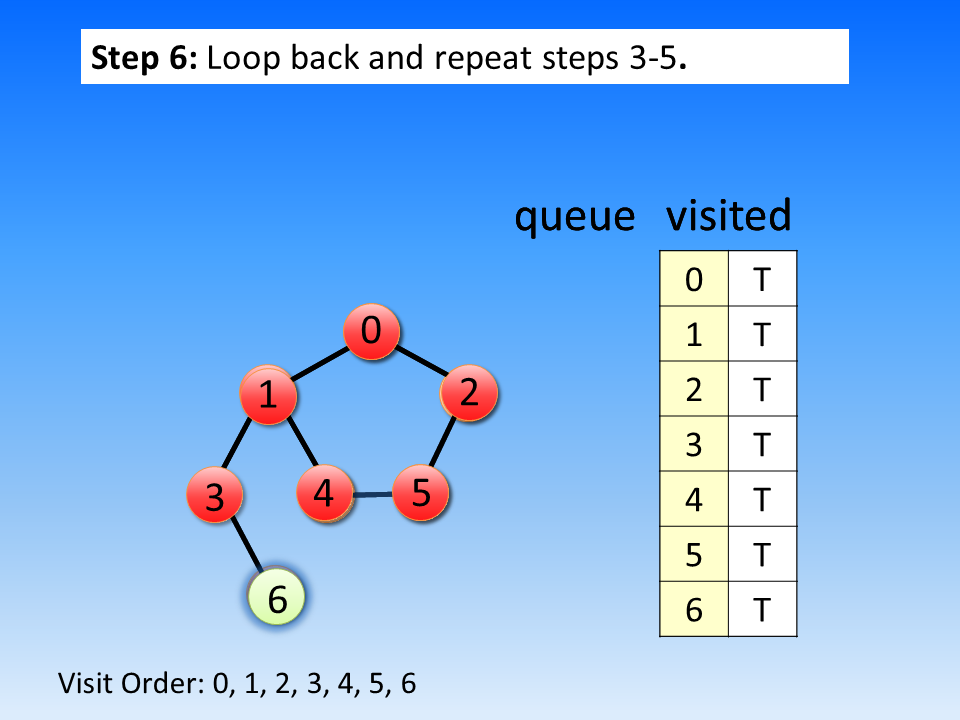 Step 6: Loop back and repeat steps 3-5.
queue visited
0 T
1 T
2 T
3 T
4 T
5 T
6 T
0
1
2
3
4
5
6
Visit Order: 0, 1, 2, 3, 4, 5, 6